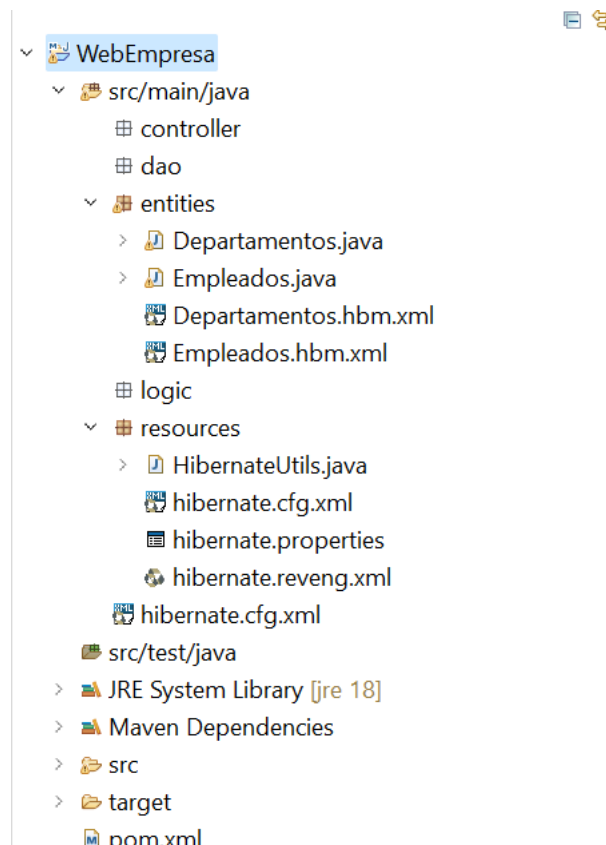 WebEmpresa
src/main/java
controller
dao
entities
Departamentos.java
Empleados.java
Departamentos.hbm.xml
Empleados.hbm.xml
logic
resources
HibernateUtils.java
hibernate.cfg.xml
hibernate.properties
hibernate.reveng.xml
hibernate.cfg.xml
src/test/java
JRE System Library [jre 18]
Maven Dependencies
src
target
pom.xml